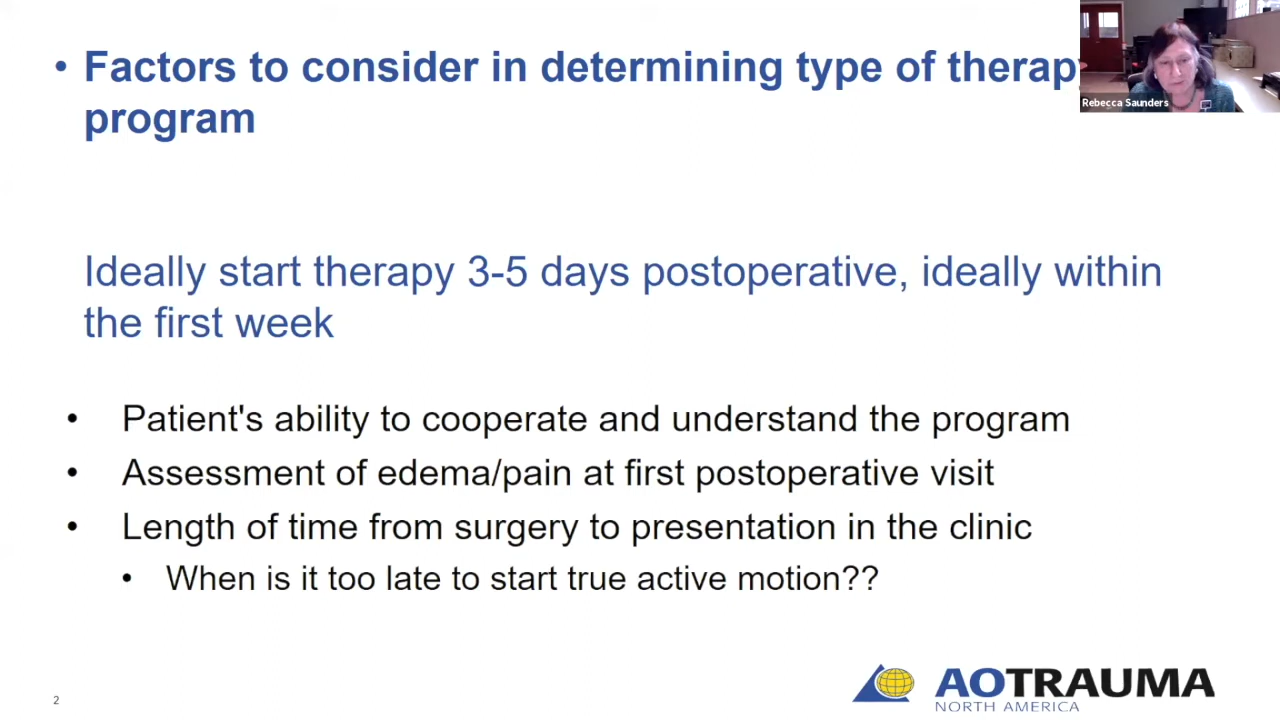 • Factors to consider in determining type of therapy
program
Rebecca Saunders
Ideally start therapy 3-5 days postoperative, ideally within
the first week
• Patient's ability to cooperate and understand the program
• Assessment of edema/pain at first postoperative visit
• Length of time from surgery to presentation in the clinic
• When is it too late to start true active motion??
2
AOTRAUMA
NORTH AMERICA